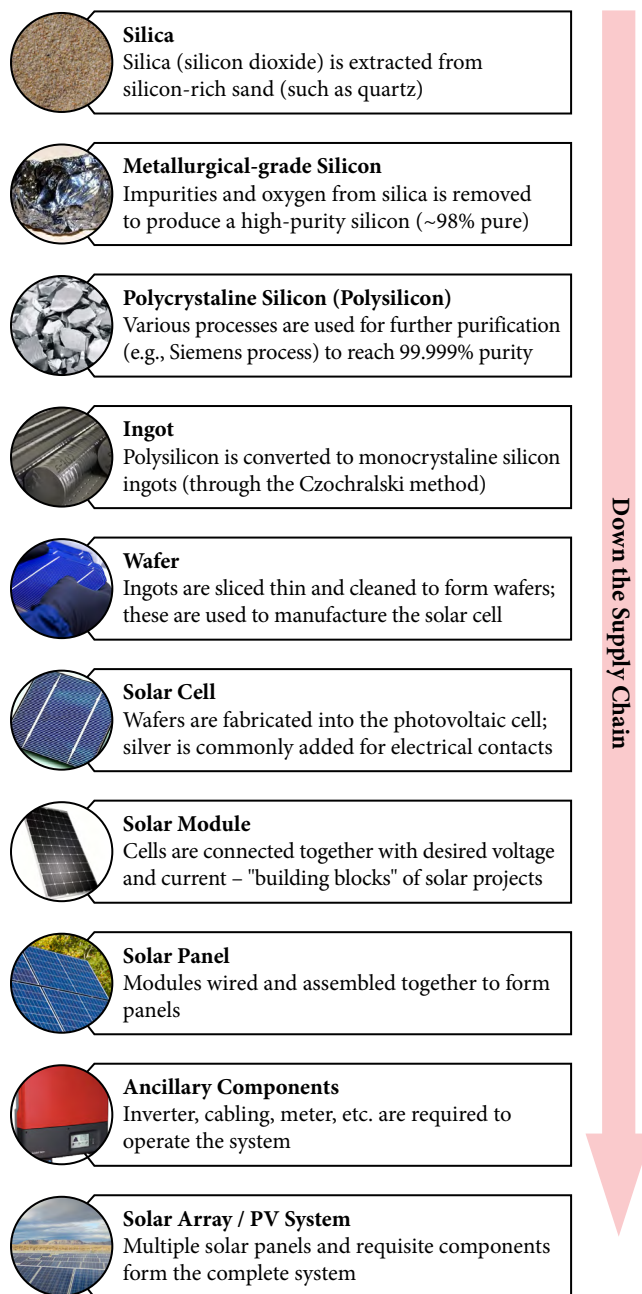 Silica
Silica (silicon dioxide) is extracted from
silicon-rich sand (such as quartz)
Metallurgical-grade Silicon
Impurities and oxygen from silica is removed
to produce a high-purity silicon (~98% pure)
Polycrystaline Silicon (Polysilicon)
Various processes are used for further purification
(e.g., Siemens process) to reach 99.999% purity
Ingot
Polysilicon is converted to monocrystaline silicon
ingots (through the Czochralski method)
Wafer
Ingots are sliced thin and cleaned to form wafers;
these are used to manufacture the solar cell
Solar Cell
Wafers are fabricated into the photovoltaic cell;
silver is commonly added for electrical contacts
Solar Module
Cells are connected together with desired voltage
and current – "building blocks" of solar projects
Solar Panel
Modules wired and assembled together to form
panels
Ancillary Components
Inverter, cabling, meter, etc. are required to
operate the system
Solar Array / PV System
Multiple solar panels and requisite components
form the complete system
Down the Supply Chain